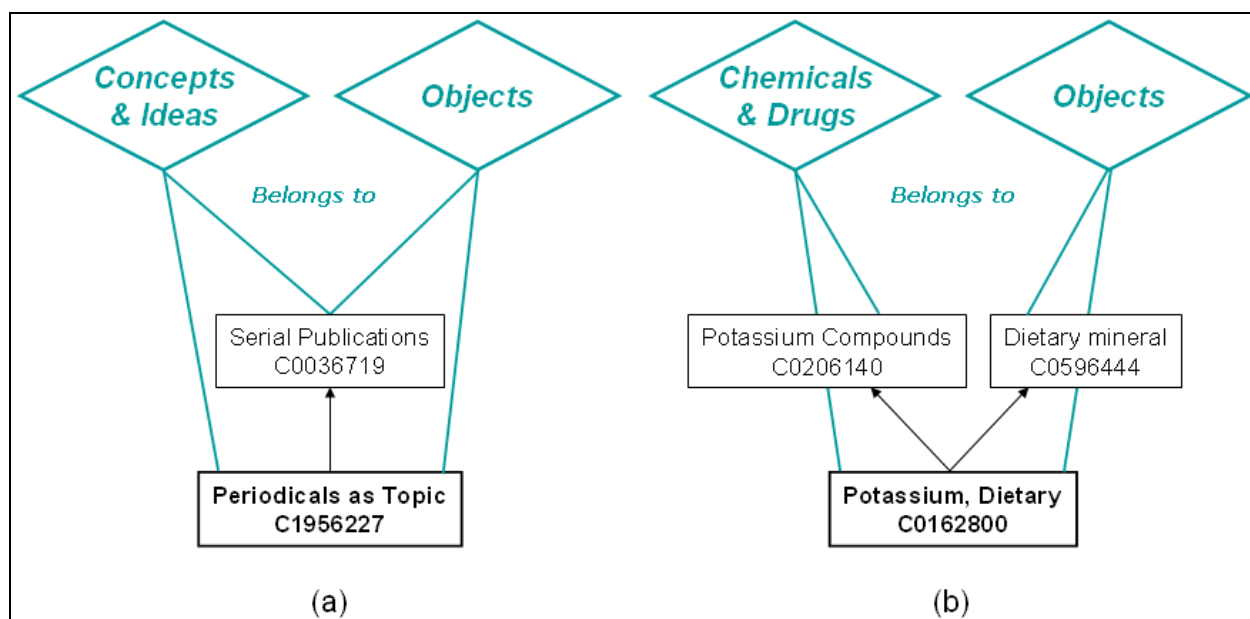 Concepts
& Ideas
Objects
Belongs to
Serial Publications
C0036719
Periodicals as Topic
C1956227
(a)
Chemicals
& Drugs
Objects
Belongs to
Potassium Compounds
C0206140
Dietary mineral
C0596444
Potassium, Dietary
C0162800
(b)